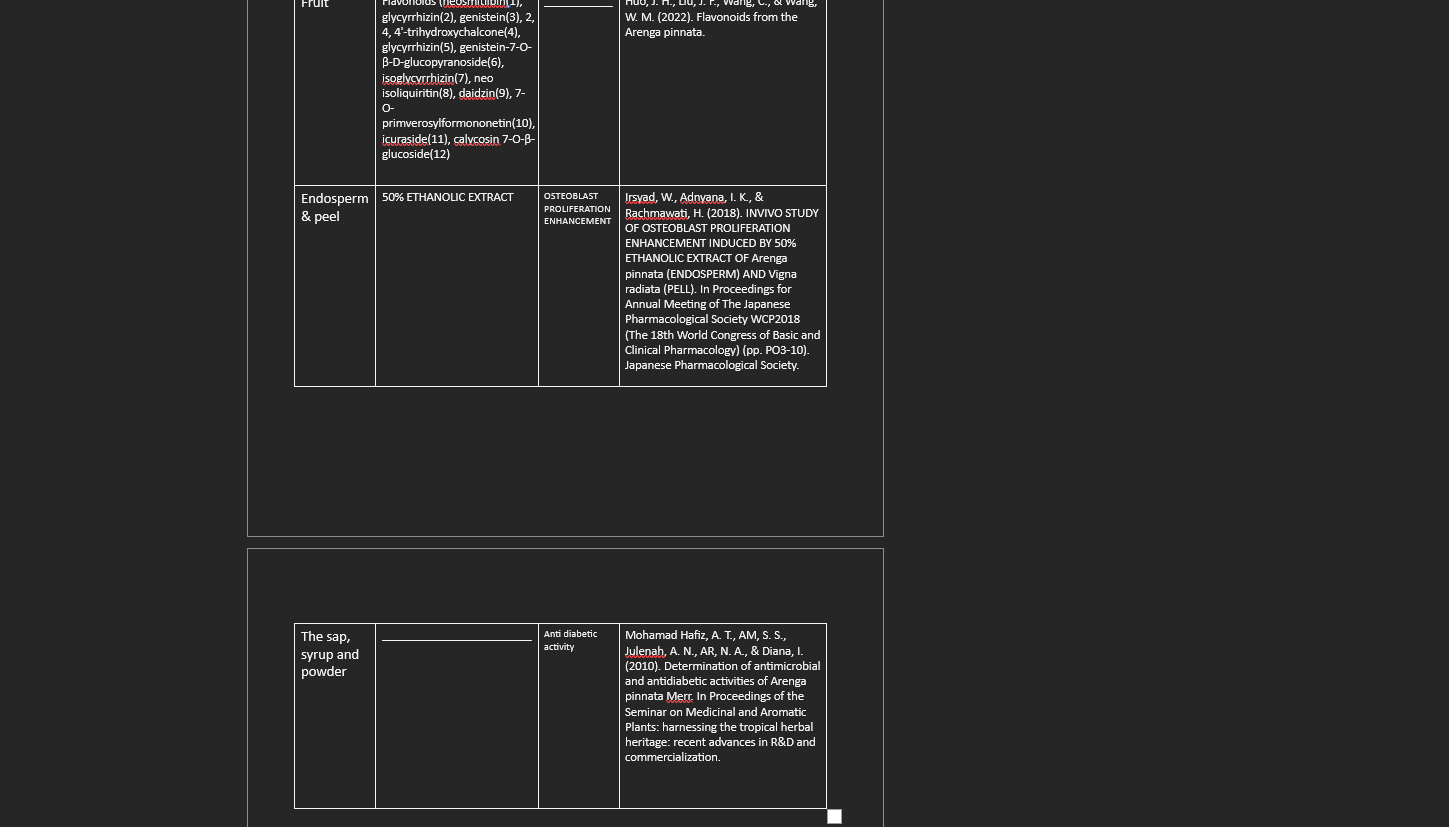 Fruit
Flavonoids (neosmitilbin(1),
glycyrrhizin(2), genistein(3), 2,
4, 4'-trihydroxychalcone(4),
glycyrrhizin(5), genistein-7-O-
β-D-glucopyranoside(6),
isoglycyrrhizin(7), neo
isoliquiritin(8), daidzin(9), 7-
O-
primverosylformononetin(10),
icuraside(11), calycosin 7-O-β-
glucoside(12)
Huo, J. H., Liu, J. F., Wang, C., & Wang,
W. M. (2022). Flavonoids from the
Arenga pinnata.
Endosperm
& peel
50% ETHANOLIC EXTRACT
OSTEOBLAST
PROLIFERATION
ENHANCEMENT
Irsyad, W., Adnyana, I. K., &
Rachmawati, H. (2018). INVIVO STUDY
OF OSTEOBLAST PROLIFERATION
ENHANCEMENT INDUCED BY 50%
ETHANOLIC EXTRACT OF Arenga
pinnata (ENDOSPERM) AND Vigna
radiata (PELL). In Proceedings for
Annual Meeting of The Japanese
Pharmacological Society WCP2018
(The 18th World Congress of Basic and
Clinical Pharmacology) (pp. PO3-10).
Japanese Pharmacological Society.
The sap,
syrup and
powder
Anti diabetic
activity
Mohamad Hafiz, A. T., AM, S. S.,
Julenah, A. N., AR, N. A., & Diana, I.
(2010). Determination of antimicrobial
and antidiabetic activities of Arenga
pinnata Merr. In Proceedings of the
Seminar on Medicinal and Aromatic
Plants: harnessing the tropical herbal
heritage: recent advances in R&D and
commercialization.